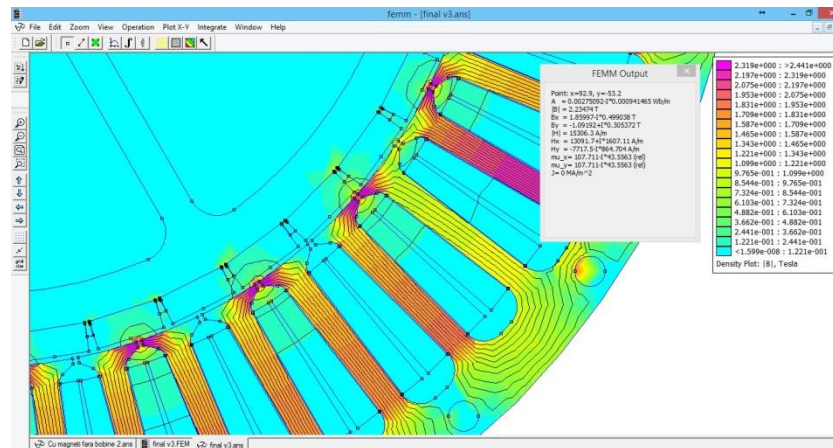 femm - [final v3.ans]
File Edit Zoom View Operation Plot X-Y Integrate Window Help
FEMM Output
Point: x=92.9, y=-53.2
A = 0.00275092-I*0.000941465 Wb/m
|B| = 2.23474 T
Bx = 1.85997-I*0.499038 T
By = -1.09192+I*0.305372 T
|H| = 15306.3 A/m
Hx = 13091.7+I*1607.11 A/m
Hy = -7717.5-I*864.704 A/m
mu_x= 107.711-I*43.5563 (rel)
mu_y= 107.711-I*43.5563 (rel)
J= 0 MA/m^2
2.319e+000 : >2.441e+000
2.197e+000 : 2.319e+000
2.075e+000 : 2.197e+000
1.953e+000 : 2.075e+000
1.831e+000 : 1.953e+000
1.709e+000 : 1.831e+000
1.587e+000 : 1.709e+000
1.465e+000 : 1.587e+000
1.343e+000 : 1.465e+000
1.221e+000 : 1.343e+000
1.099e+000 : 1.221e+000
9.765e-001 : 1.099e+000
8.544e-001 : 9.765e-001
7.323e-001 : 8.544e-001
6.103e-001 : 7.324e-001
4.882e-001 : 6.103e-001
3.662e-001 : 4.882e-001
2.441e-001 : 3.662e-001
1.221e-001 : 2.441e-001
<1.599e-008 : 1.221e-001
Density Plot: |B|, Tesla
grid size
Cu magneti fara bobine 2.ans final v3.FEM final v3.ans